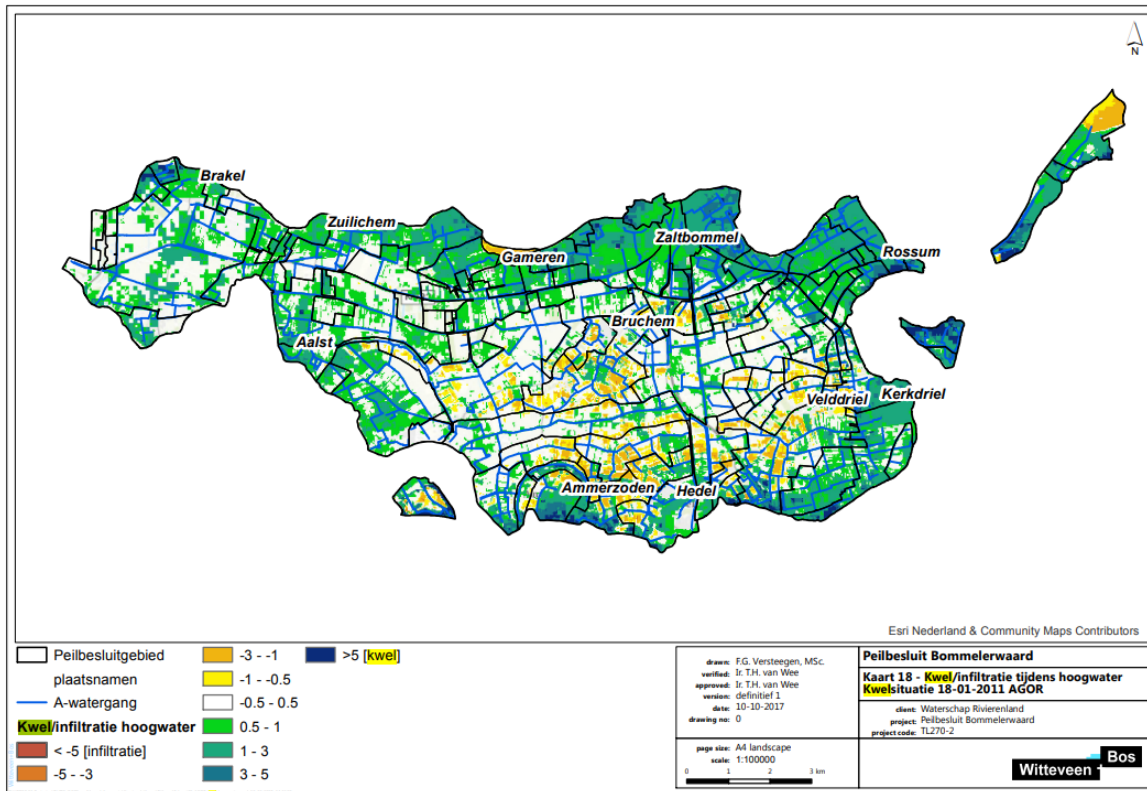 N
Brakel
Zuilichem
Gameren
Zaltbommel
Rossum
Bruchem
Aalst
Velddriel
Kerkdriel
Ammerzoden
Hedel
Esri Nederland & Community Maps Contributors
Peilbesluitgebied
plaatsnamen
A-watergang
Kwel/infiltratie hoogwater
< -5 [infiltratie]
-5 - -3
-3 - -1
-1 - -0.5
-0.5 - 0.5
0.5 - 1
1 - 3
3 - 5
>5 [kwel]
drawn: F.G. Versteegen, MSc.
verified: Ir. T.H. van Wee
approved: Ir. T.H. van Wee
version: definitief 1
date: 10-10-2017
drawing no: 0
page size: A4 landscape
scale: 1:100000
0 1 2 3 km
Peilbesluit Bommelerwaard
Kaart 18 - Kwel/infiltratie tijdens hoogwater
Kwelsituatie 18-01-2011 AGOR
client: Waterschap Rivierenland
project: Peilbesluit Bommelerwaard
project code: TL270-2
Witteveen + Bos